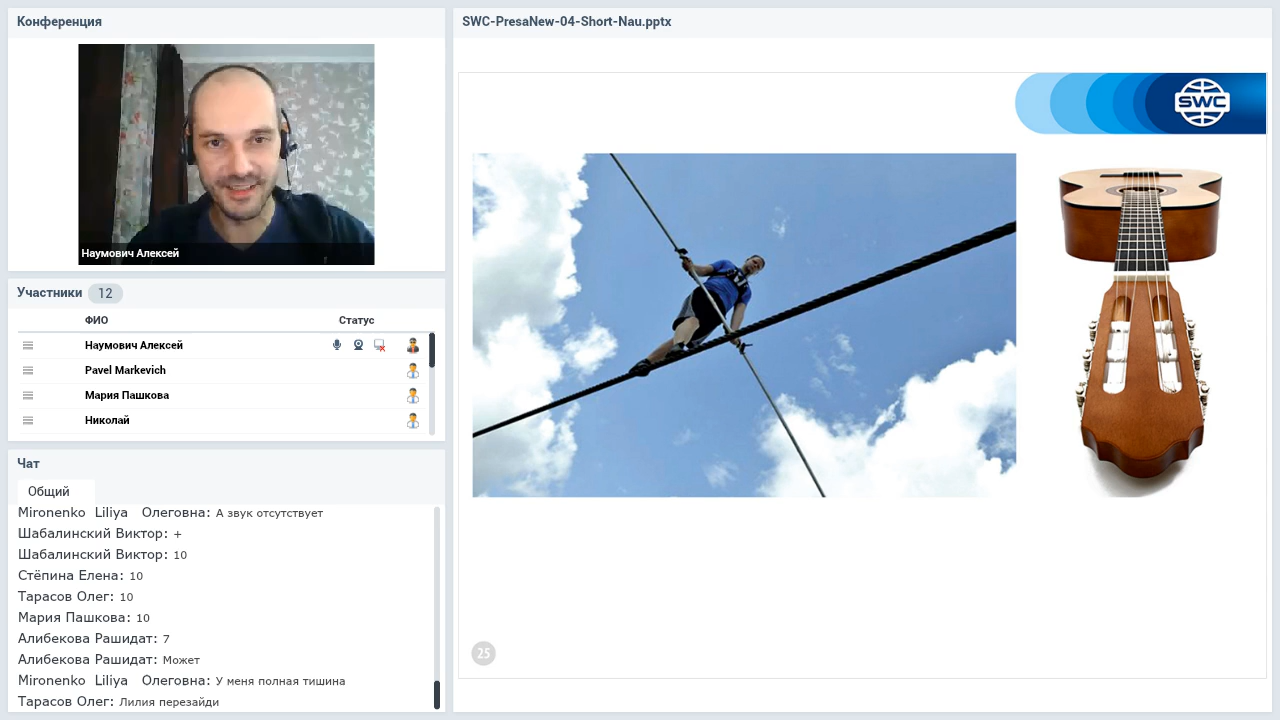 Конференция
Наумович Алексей
Участники 12
ФИО Статус
Наумович Алексей
Pavel Markevich
Мария Пашкова
Николай
Чат
Общий
Mironenko Liliya Олеговна: А звук отсутствует
Шабалинский Виктор: +
Шабалинский Виктор: 10
Стёпина Елена: 10
Тарасов Олег: 10
Мария Пашкова: 10
Алибекова Рашидат: 7
Алибекова Рашидат: Может
Mironenko Liliya Олеговна: У меня полная тишина
Тарасов Олег: Лилия перезайди
SWC-PresaNew-04-Short-Nau.pptx
SWC
25